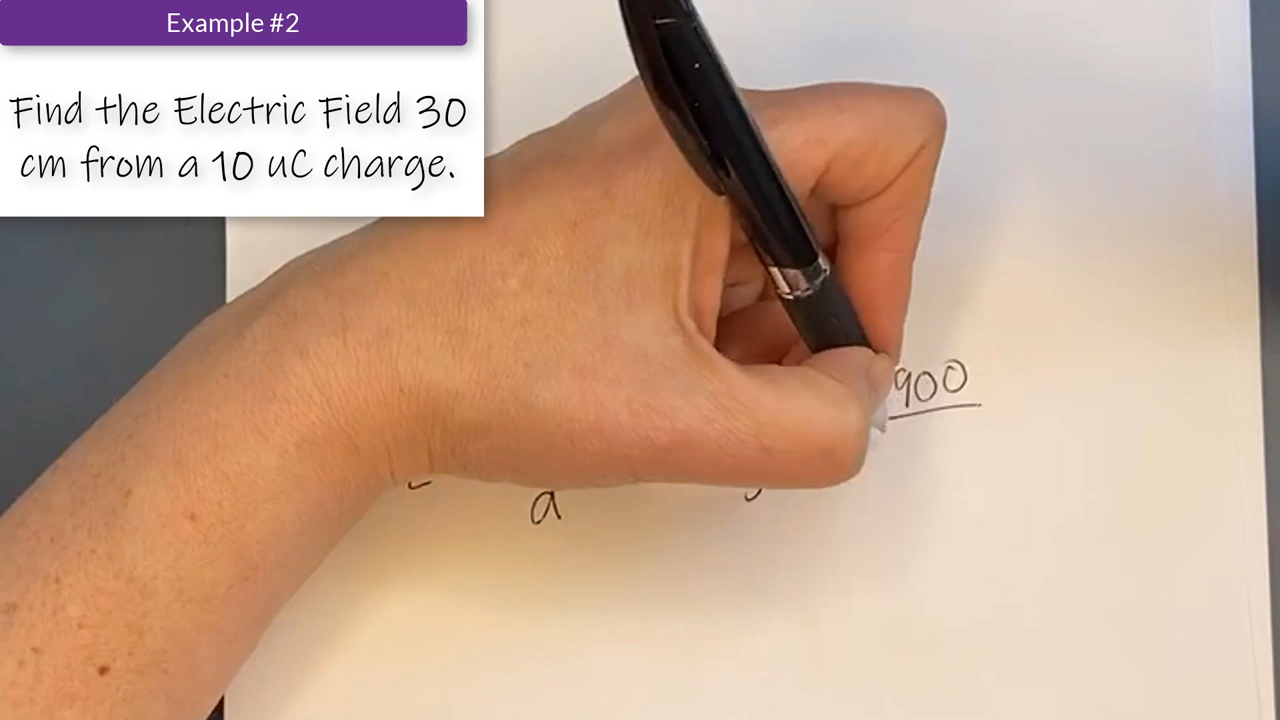 Example #2
Find the Electric Field 30
cm from a 10 uC charge.
900
a